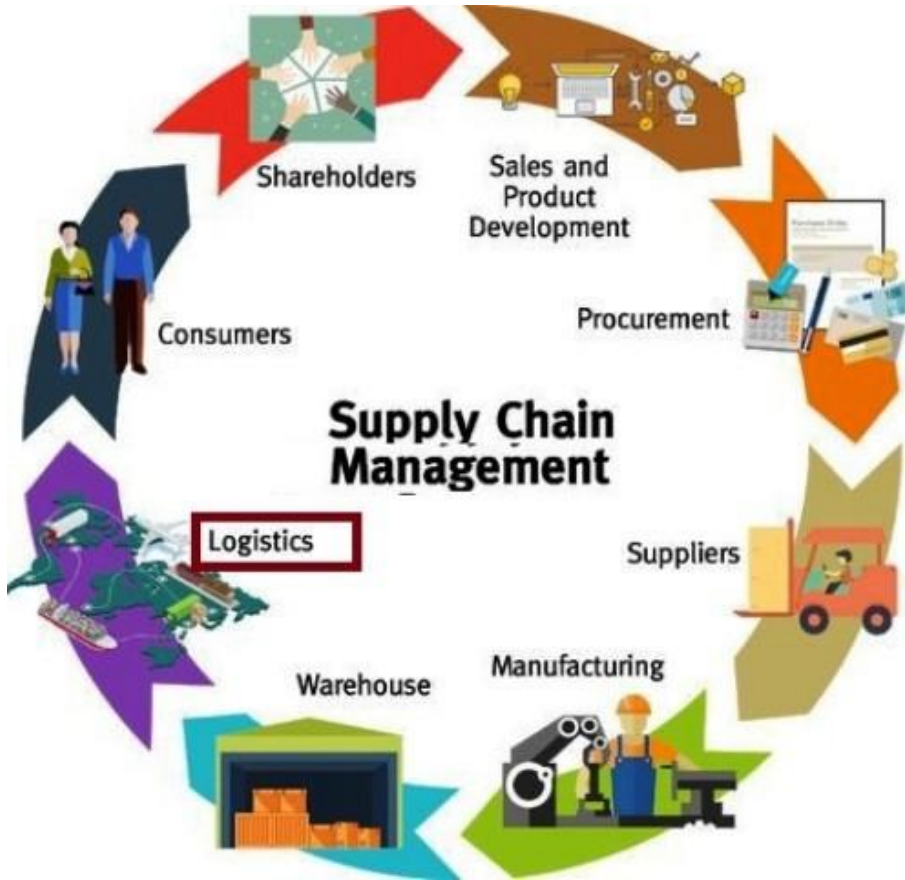 Shareholders
Sales and
Product
Development
Procurement
Consumers
Supply Chain
Management
Logistics
Suppliers
Manufacturing
Warehouse